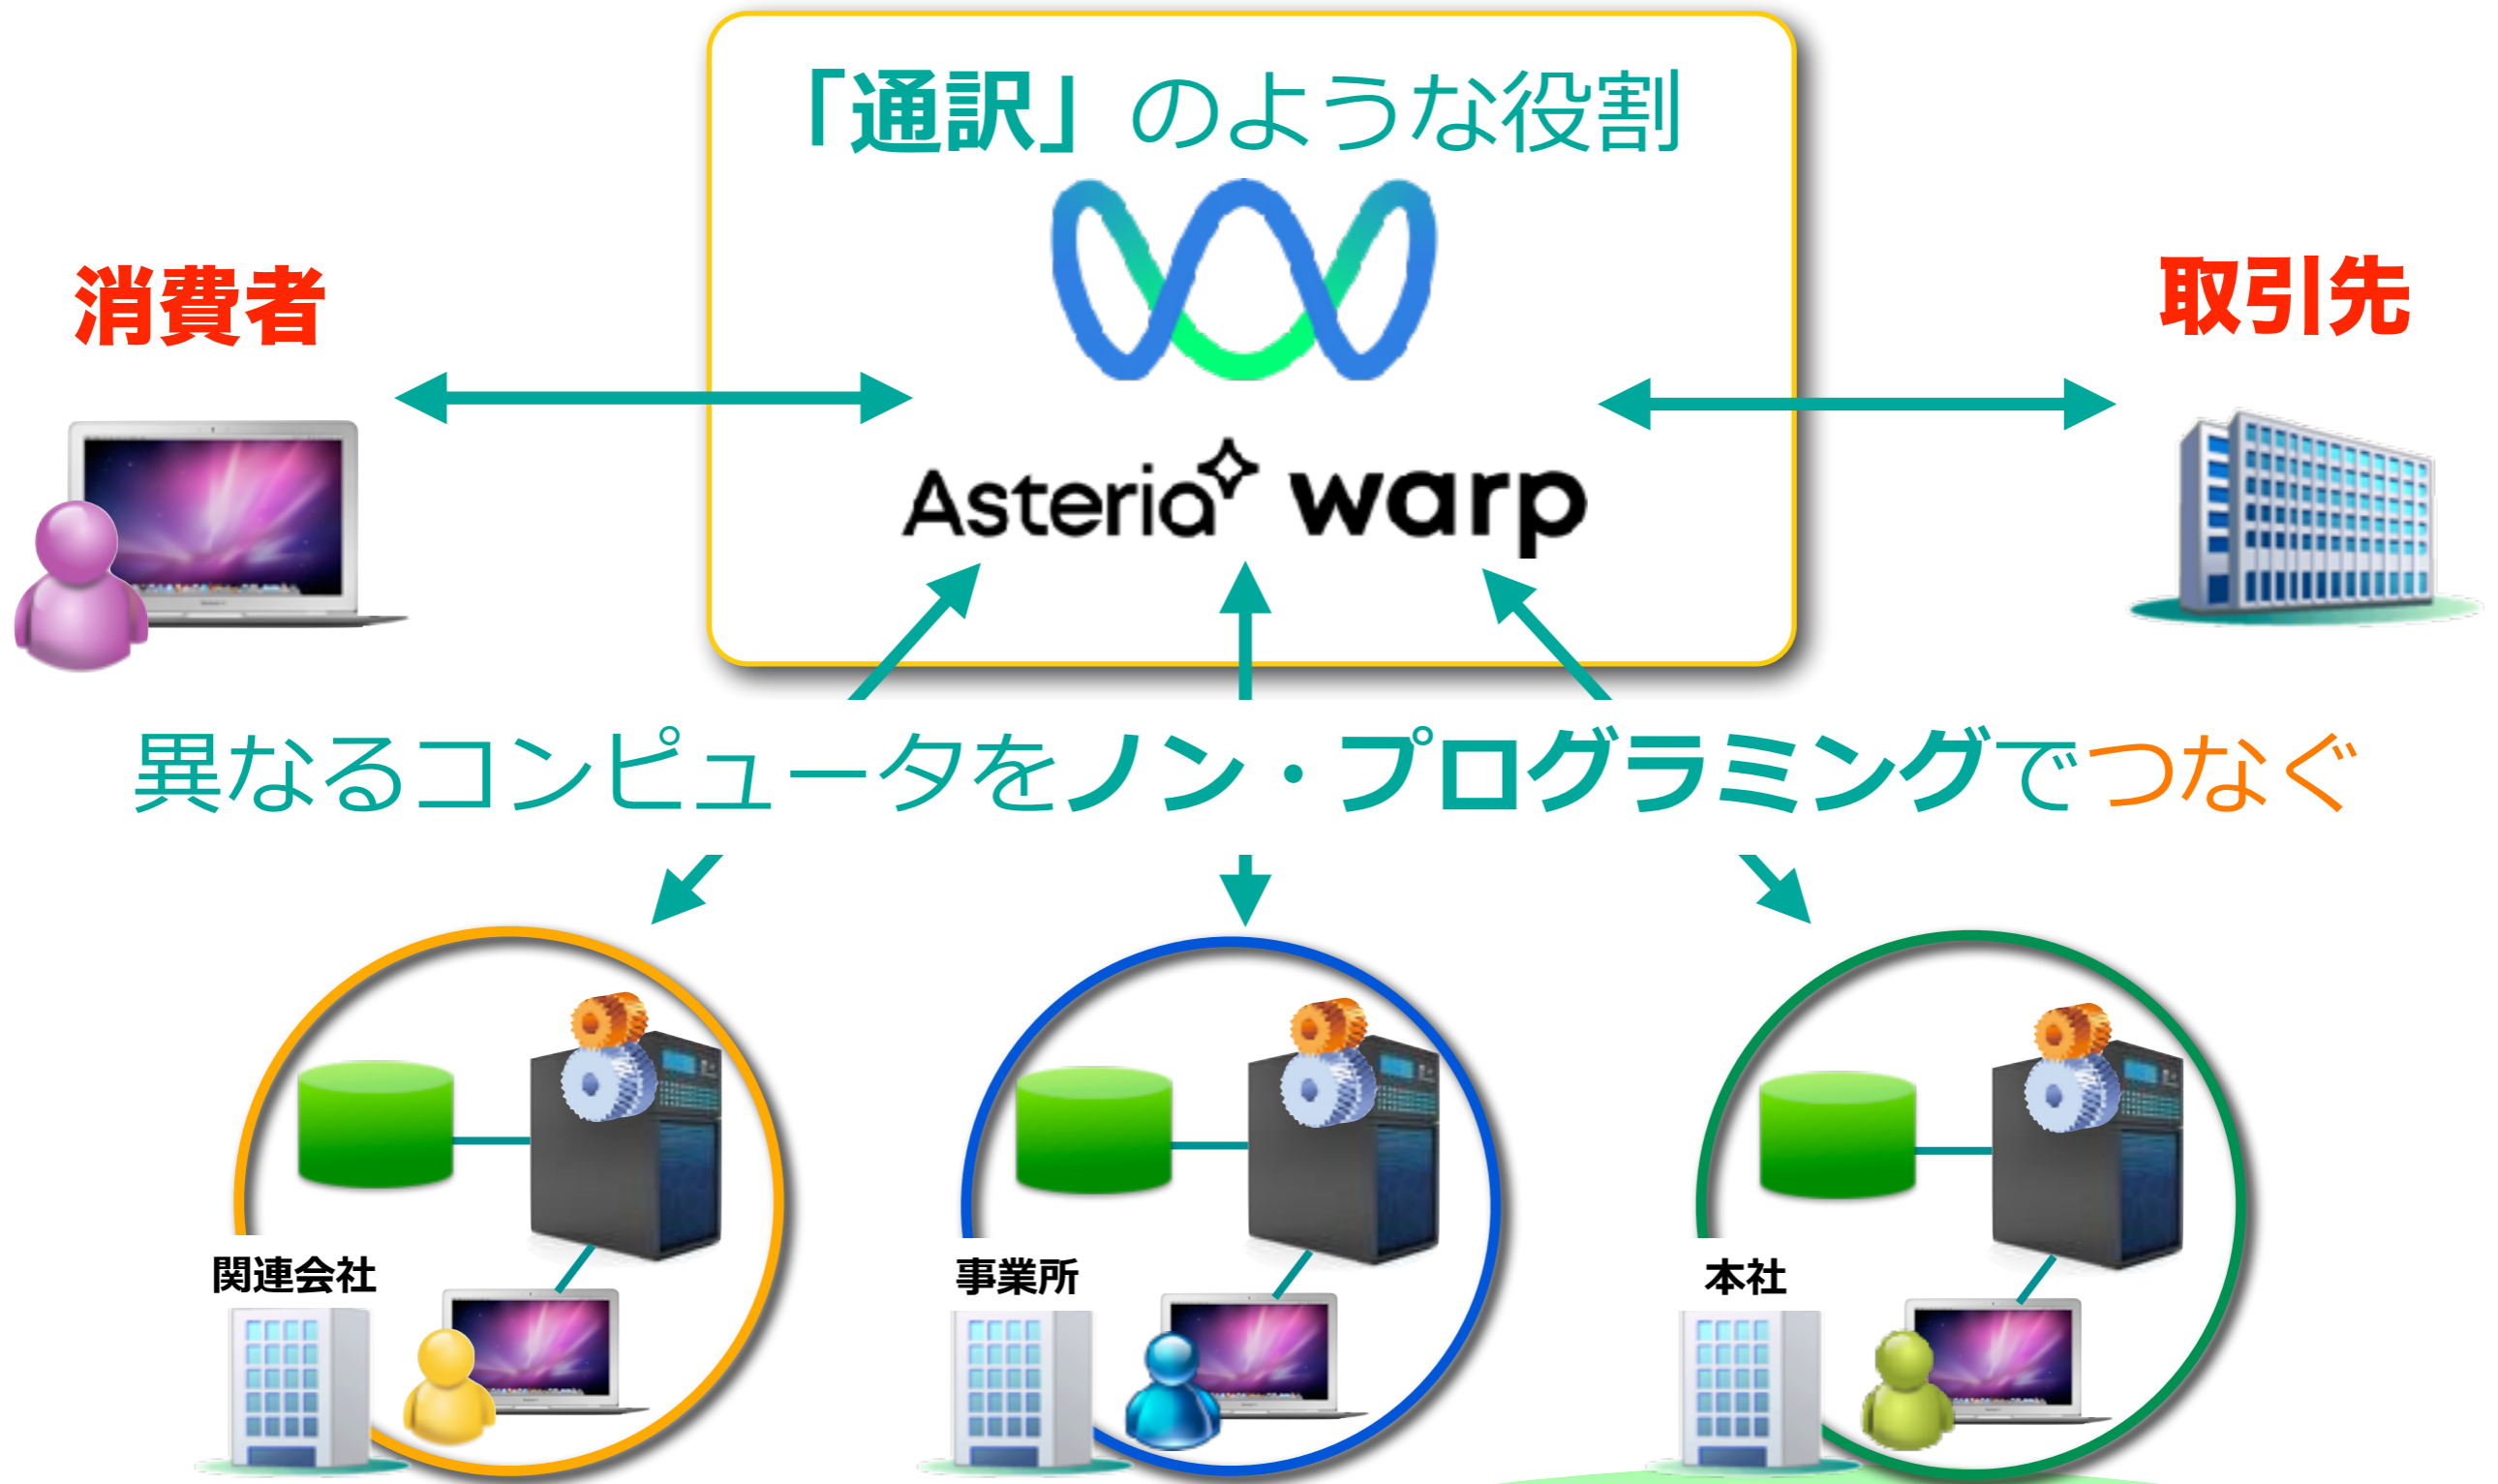 「通訳」のような役割
消費者
取引先
Asteria warp
異なるコンピュータをノン・プログラミングでつなぐ
関連会社
事業所
本社